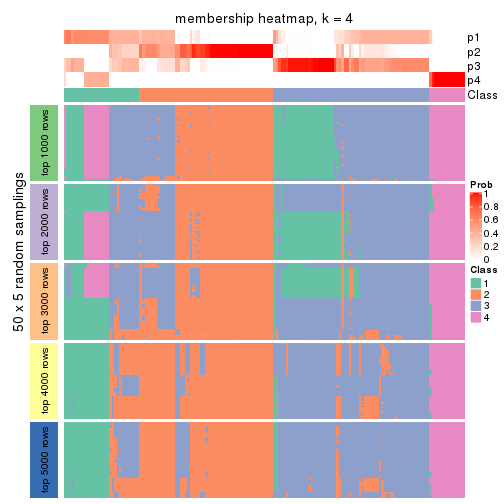 membership heatmap, k = 4
p1
p2
p3
p4
Class
50 x 5 random samplings
top 1000 rows
top 2000 rows
top 3000 rows
top 4000 rows
top 5000 rows
Prob
1
0.8
0.6
0.4
0.2
0
Class
1
2
3
4